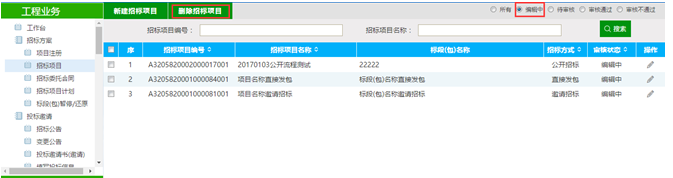 工程业务
新建招标项目 删除招标项目 所有 编辑中 待审核 审核通过 审核不通过
工作台
招标方案
项目注册
招标项目
招标委托合同
招标项目计划
标段(包)暂停/还原
投标邀请
招标公告
变更公告
投标邀请书(邀请)
招标项目编号: 招标项目名称: 搜索
序 招标项目编号 招标项目名称 标段(包)名称 招标方式 审核状态 操作
1 A3205820002000017001 20170103公开流程测试 22222 公开招标 编辑中
2 A3205820001000084001 项目名称直接发包 标段(包)名称直接发包 直接发包 编辑中
3 A3205820001000081001 项目名称邀请招标 标段(包)名称邀请招标 邀请招标 编辑中